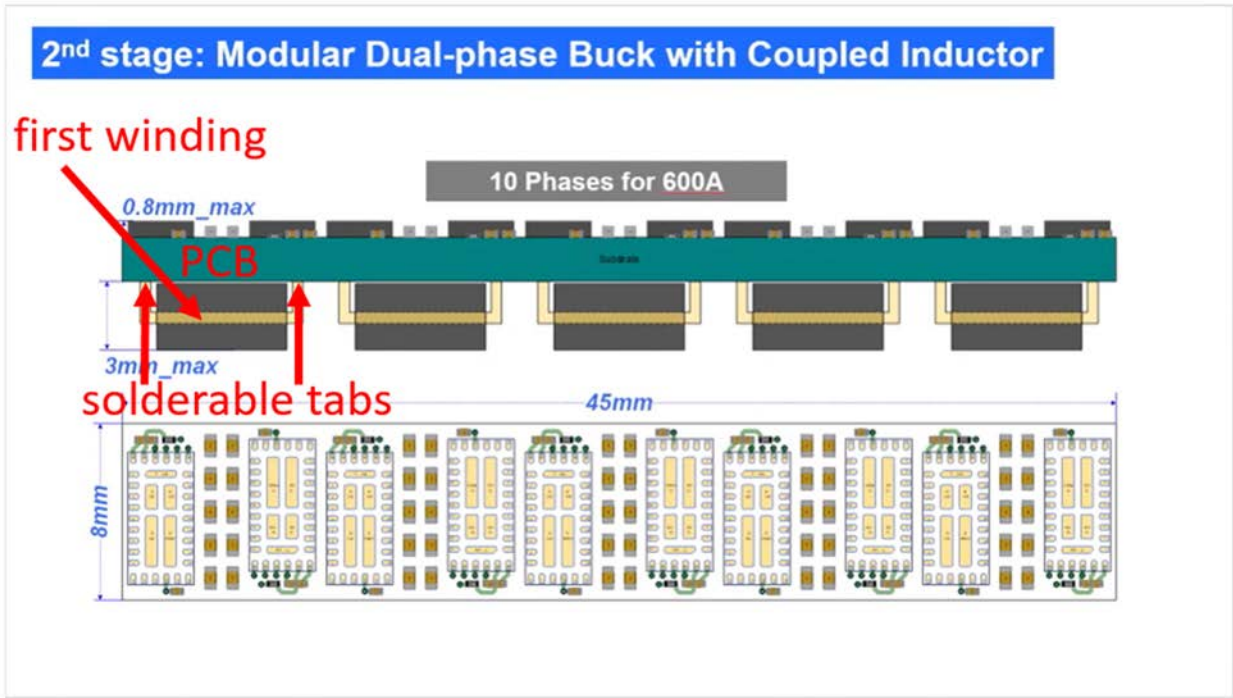 2nd stage: Modular Dual-phase Buck with Coupled Inductor
first winding
10 Phases for 600A
0.8mm_max
PCB
Substrate
3mm_max
solderable tabs
45mm
8mm